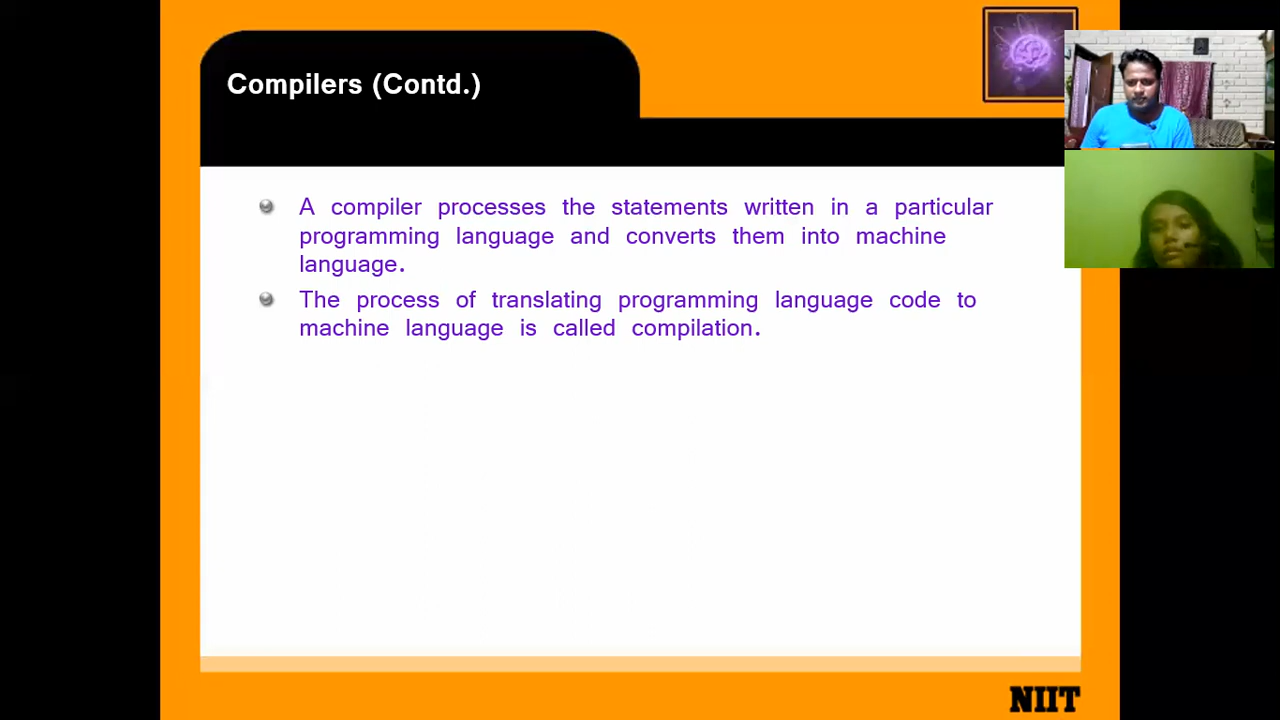 Compilers (Contd.)
A compiler processes the statements written in a particular
programming language and converts them into machine
language.
The process of translating programming language code to
machine language is called compilation.
NIIT